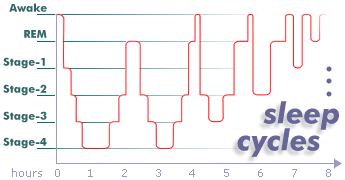 Awake
REM
Stage-1
Stage-2
Stage-3
Stage-4
sleep
cycles
hours 0 1 2 3 4 5 6 7 8